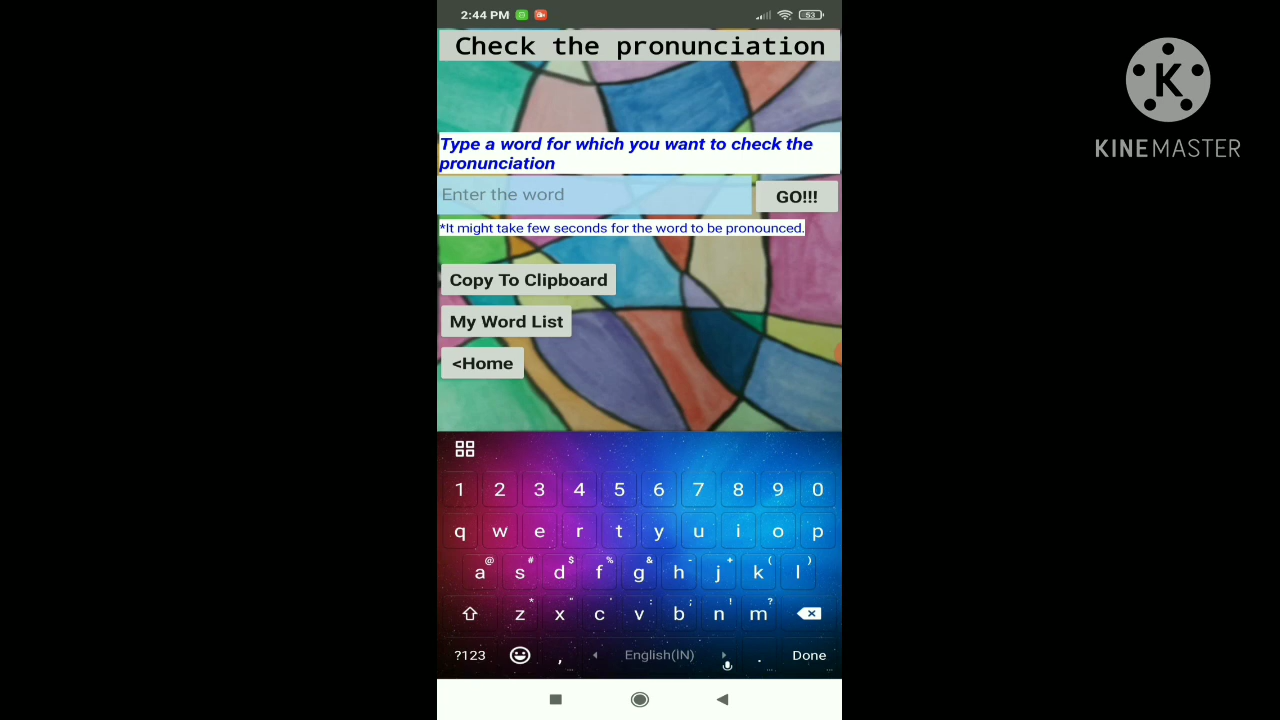 2:44 PM
53
Check the pronunciation
K
KINEMASTER
Type a word for which you want to check the
pronunciation
Enter the word
GO!!!
*It might take few seconds for the word to be pronounced.
Copy To Clipboard
My Word List
<Home
1 2 3 4 5 6 7 8 9 0
q w e r t y u i o p
@ # $ % & - + ( )
a s d f g h j k l
* " ' : ; ! ?
z x c v b n m
?123 , English(IN) . Done